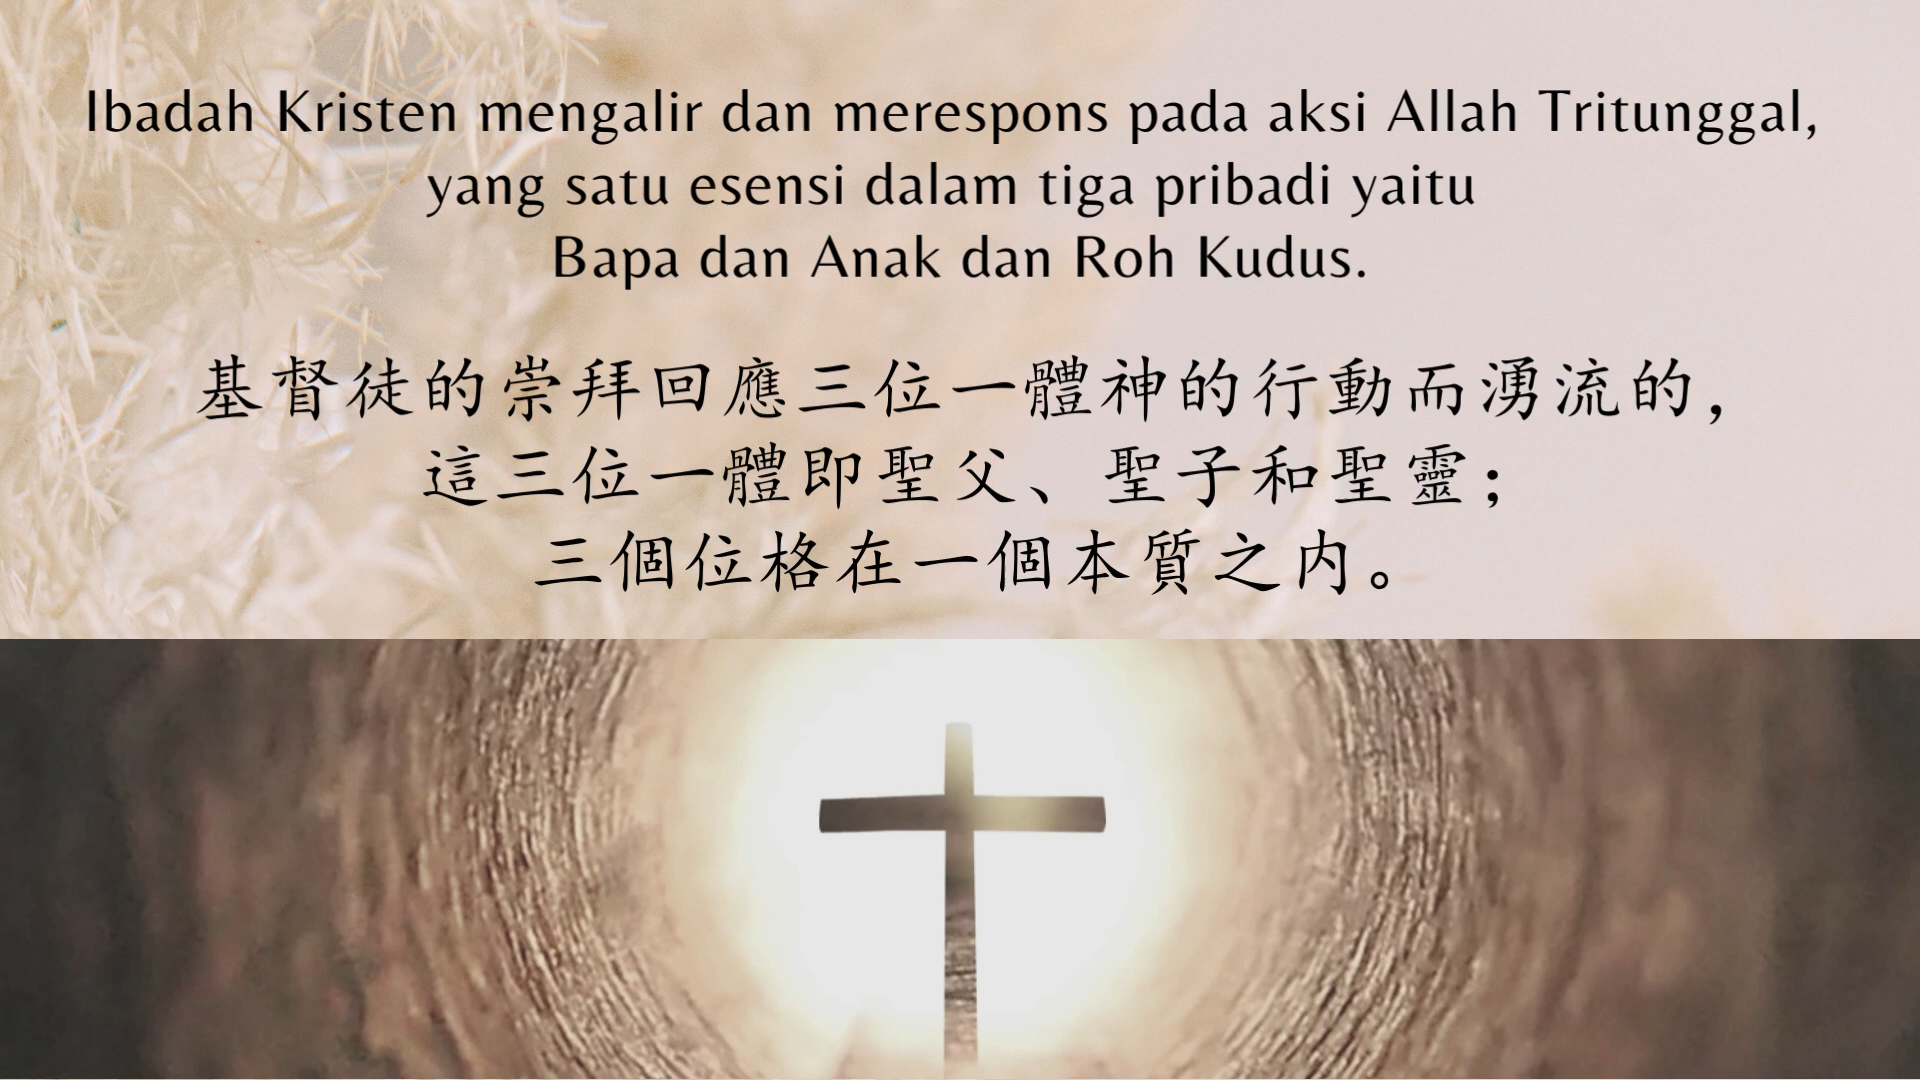 Ibadah Kristen mengalir dan merespons pada aksi Allah Tritunggal,
yang satu esensi dalam tiga pribadi yaitu
Bapa dan Anak dan Roh Kudus.
基督徒的崇拜回應三位一體神的行動而湧流的，
這三位一體即聖父、聖子和聖靈；
三個位格在一個本質之内。